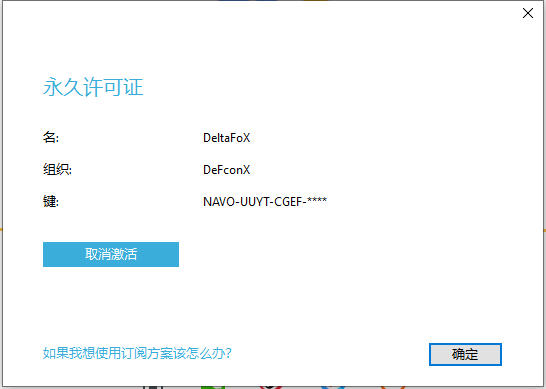 永久许可证
名: DeltaFoX
组织: DeFconX
键: NAVO-UUYT-CGEF-****
取消激活
如果我想使用订阅方案该怎么办?
确定